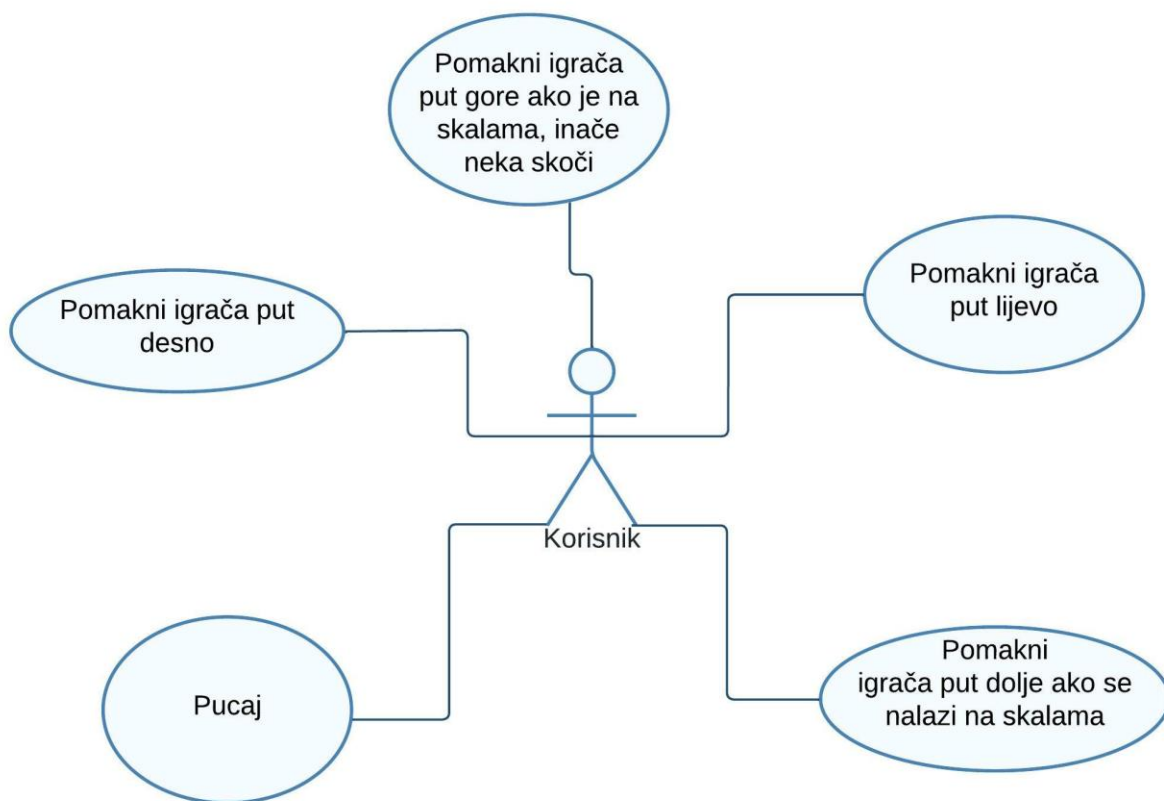 Pomakni igrača
put gore ako je na
skalama, inače
neka skoči
Pomakni igrača
put lijevo
Pomakni igrača put
desno
Korisnik
Pucaj
Pomakni
igrača put dolje ako se
nalazi na skalama